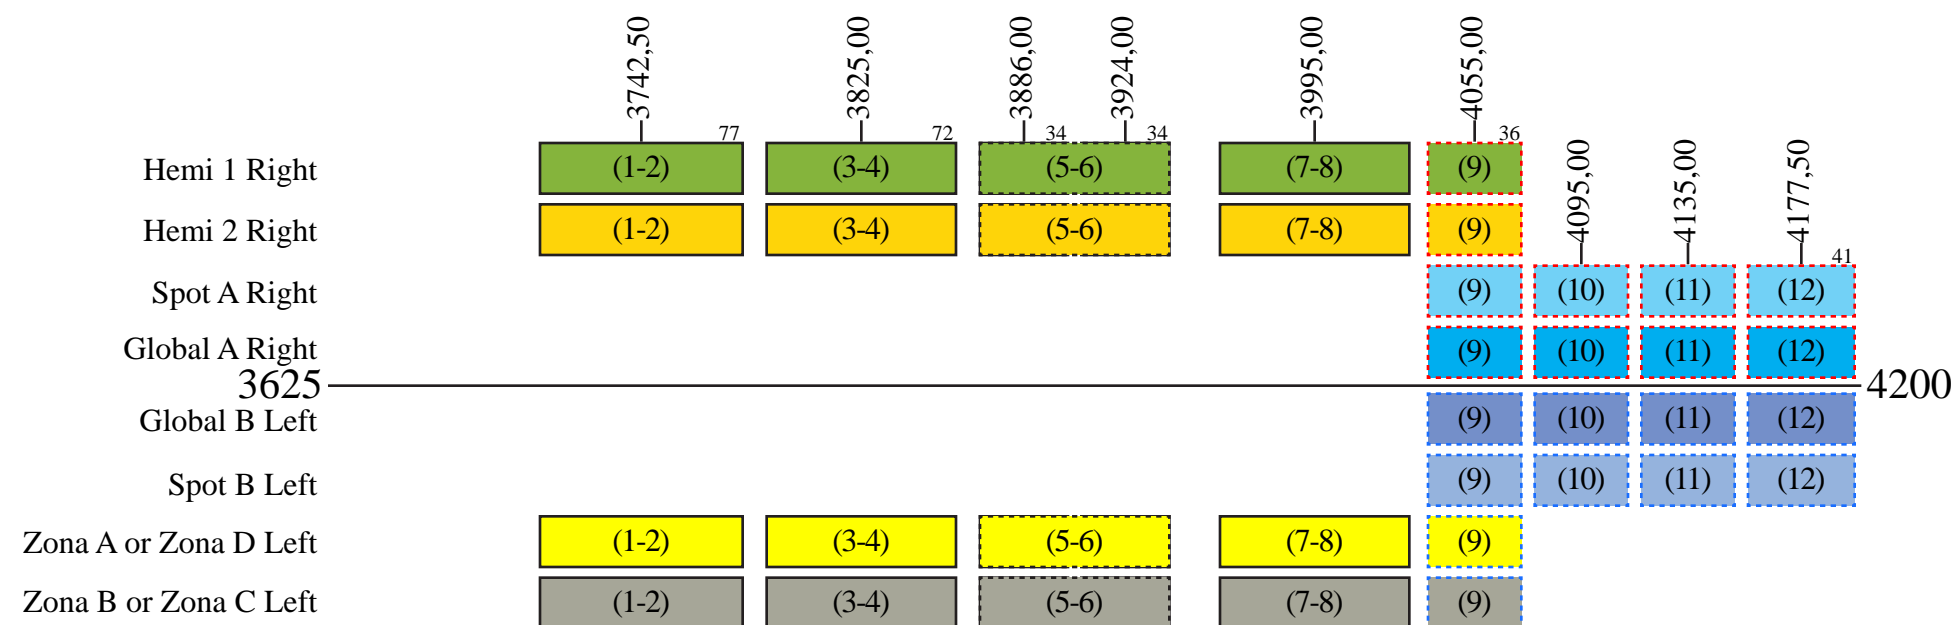 3742,50 3825,00 3886,00 3924,00 3995,00 4055,00
77 72 34 34 36
Hemi 1 Right (1-2) (3-4) (5-6) (7-8) (9)
4095,00 4135,00 4177,50
Hemi 2 Right (1-2) (3-4) (5-6) (7-8) (9)
41
Spot A Right (9) (10) (11) (12)
Global A Right (9) (10) (11) (12)
3625 4200
Global B Left (9) (10) (11) (12)
Spot B Left (9) (10) (11) (12)
Zona A or Zona D Left (1-2) (3-4) (5-6) (7-8) (9)
Zona B or Zona C Left (1-2) (3-4) (5-6) (7-8) (9)